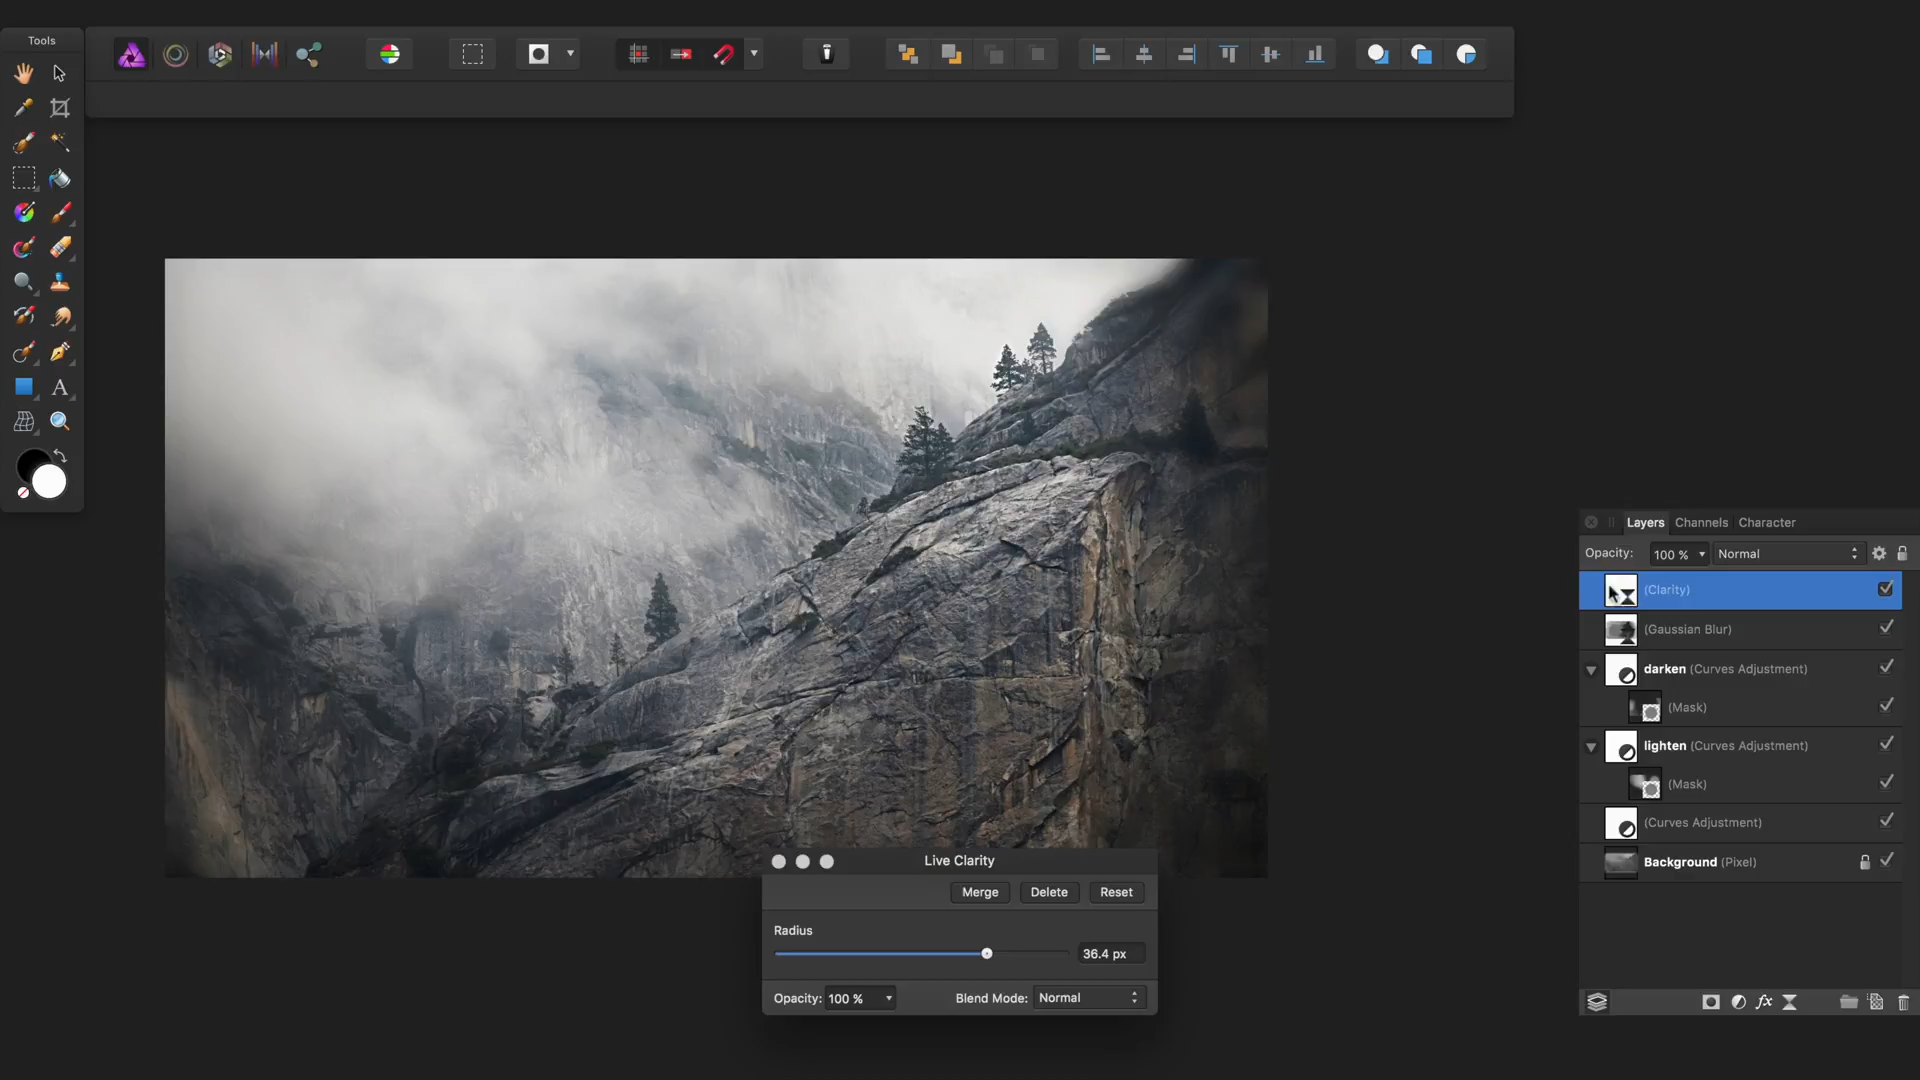 Tools
A
Layers Channels Character
Opacity: 100 % Normal
(Clarity)
(Gaussian Blur)
darken (Curves Adjustment)
(Mask)
lighten (Curves Adjustment)
(Mask)
(Curves Adjustment)
Background (Pixel)
fx
Live Clarity
Merge Delete Reset
Radius
36.4 px
Opacity: 100 % Blend Mode: Normal